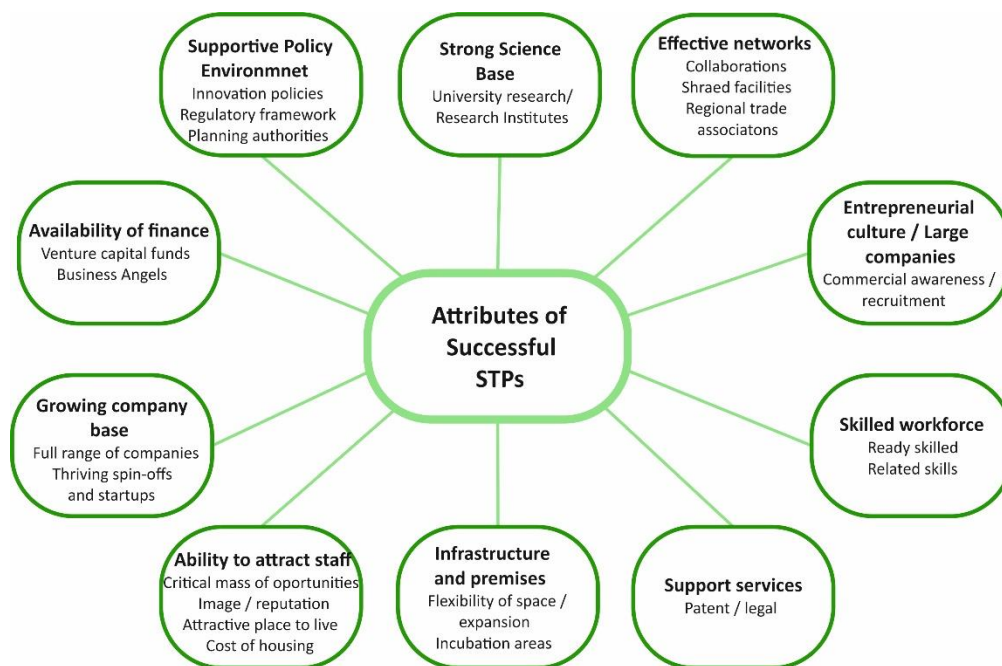 Supportive Policy
Environmnet
Innovation policies
Regulatory framework
Planning authorities
Strong Science
Base
University research/
Research Institutes
Effective networks
Collaborations
Shraed facilities
Regional trade
associatons
Availability of finance
Venture capital funds
Business Angels
Entrepreneurial
culture / Large
companies
Commercial awareness /
recruitment
Attributes of
Successful
STPs
Growing company
base
Full range of companies
Thriving spin-offs
and startups
Skilled workforce
Ready skilled
Related skills
Ability to attract staff
Critical mass of oportunities
Image / reputation
Attractive place to live
Cost of housing
Infrastructure
and premises
Flexibility of space /
expansion
Incubation areas
Support services
Patent / legal